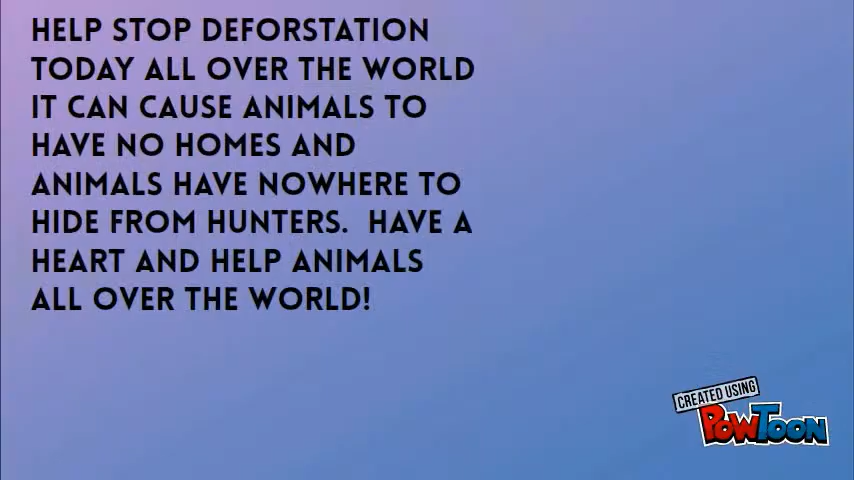 HELP STOP DEFORSTATION
TODAY ALL OVER THE WORLD
IT CAN CAUSE ANIMALS TO
HAVE NO HOMES AND
ANIMALS HAVE NOWHERE TO
HIDE FROM HUNTERS.  HAVE A
HEART AND HELP ANIMALS
ALL OVER THE WORLD!
CREATED USING
POWTOON